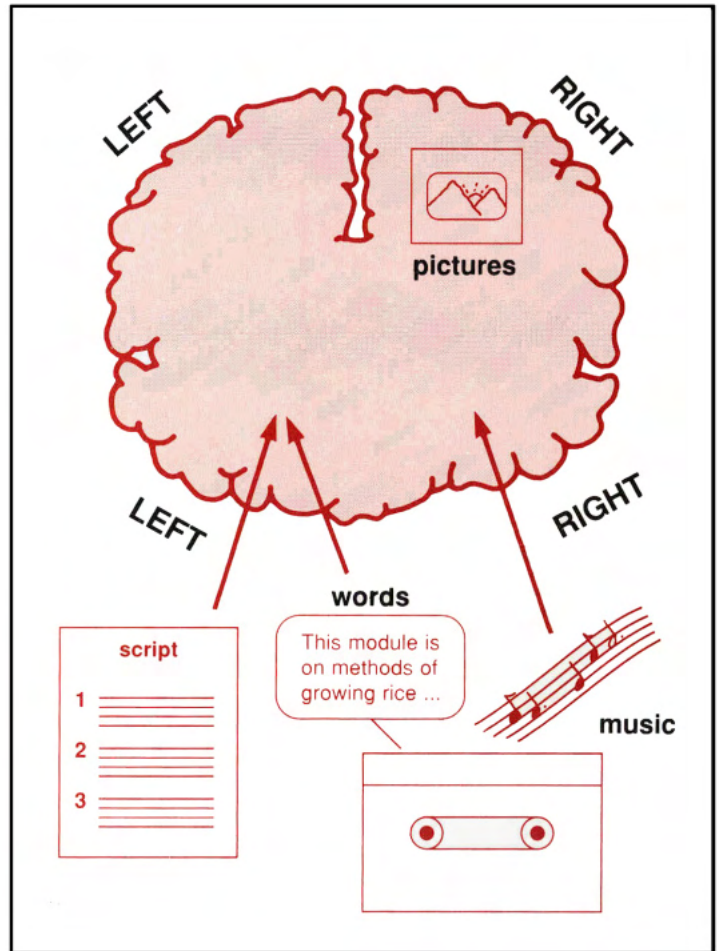 LEFT
RIGHT
pictures
LEFT
RIGHT
words
script
This module is
on methods of
growing rice ...
1
music
2
3